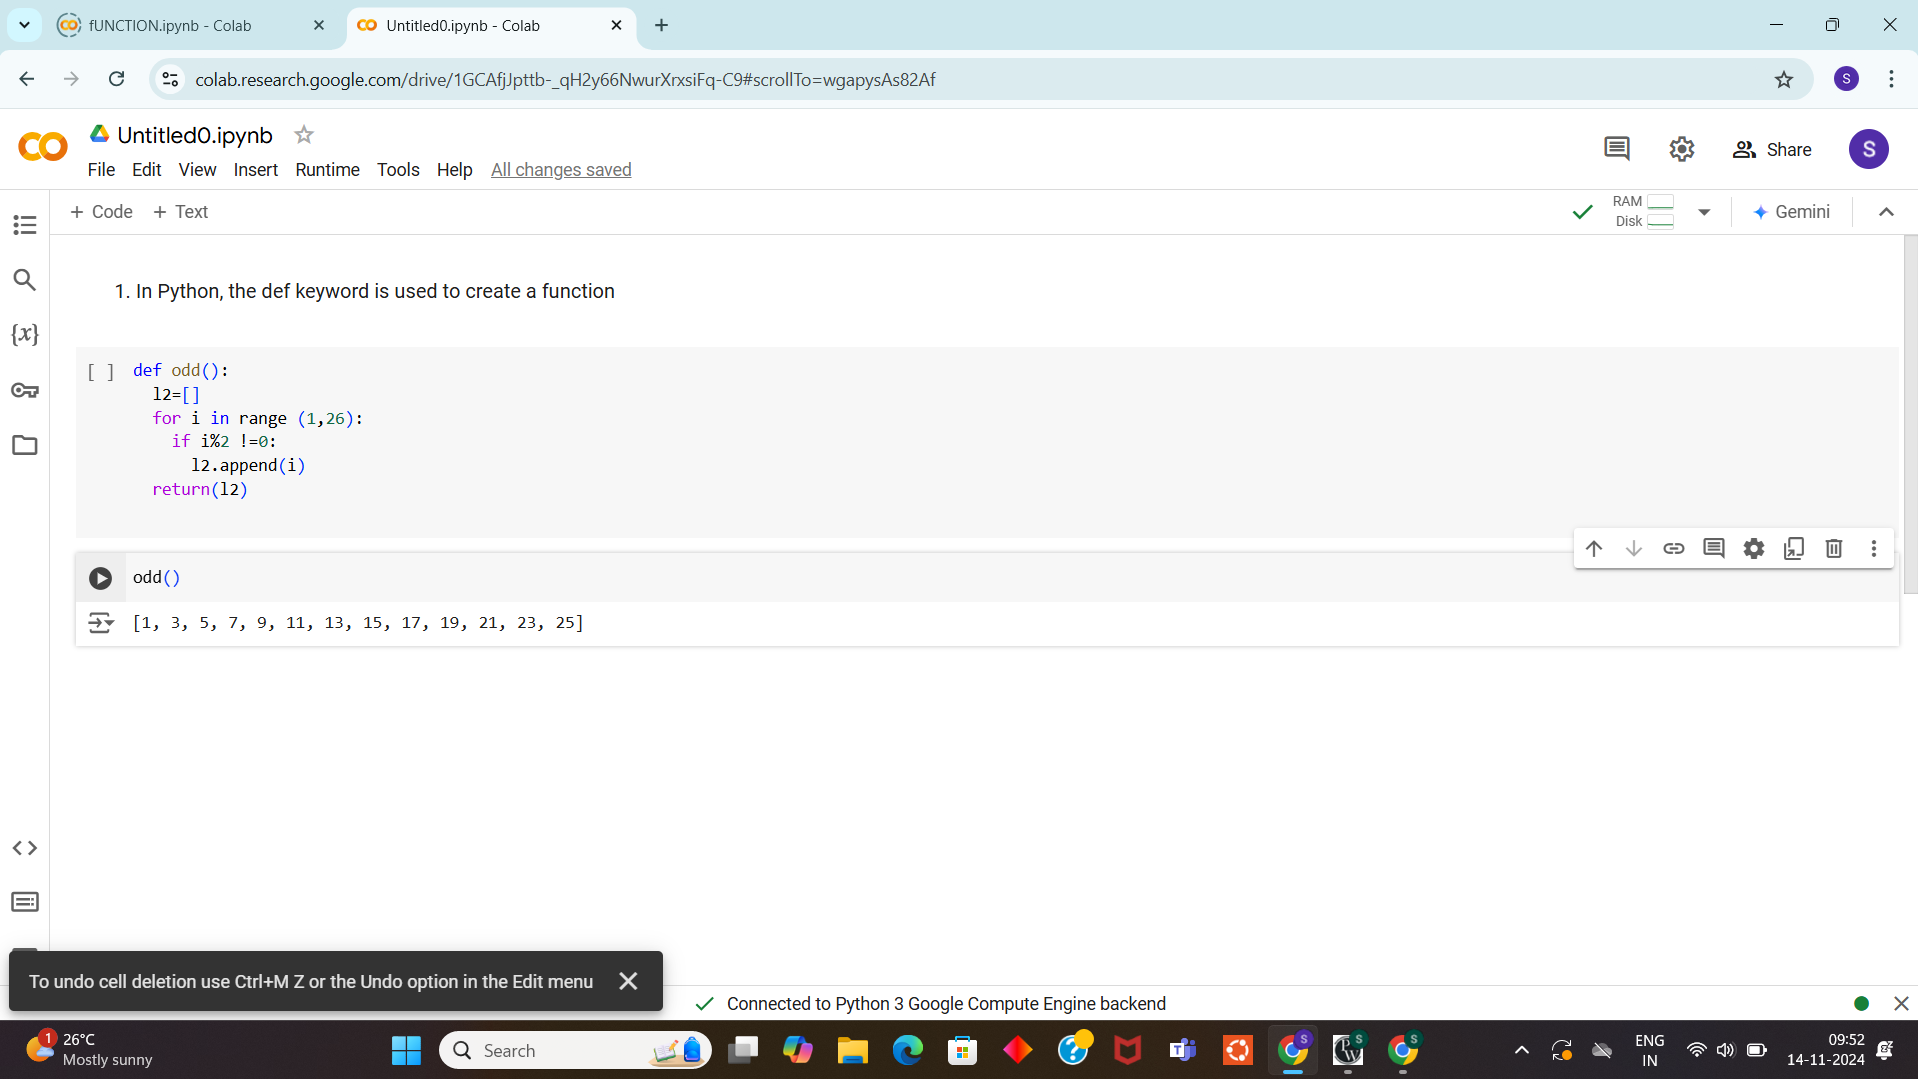 fUNCTION.ipynb - Colab
Untitled0.ipynb - Colab
colab.research.google.com/drive/1GCAfjJpttb-_qH2y66NwurXrxsiFq-C9#scrollTo=wgapysAs82Af
S
CO
Untitled0.ipynb
Share
S
File Edit View Insert Runtime Tools Help All changes saved
+ Code + Text
RAM
Disk
Gemini
{x}
1. In Python, the def keyword is used to create a function
[ ] def odd():
l2=[]
for i in range (1,26):
if i%2 !=0:
l2.append(i)
return(l2)
odd()
[1, 3, 5, 7, 9, 11, 13, 15, 17, 19, 21, 23, 25]
To undo cell deletion use Ctrl+M Z or the Undo option in the Edit menu
Connected to Python 3 Google Compute Engine backend
1
26°C
Mostly sunny
Search
T
S
PW
S
S
ENG
IN
09:52
14-11-2024